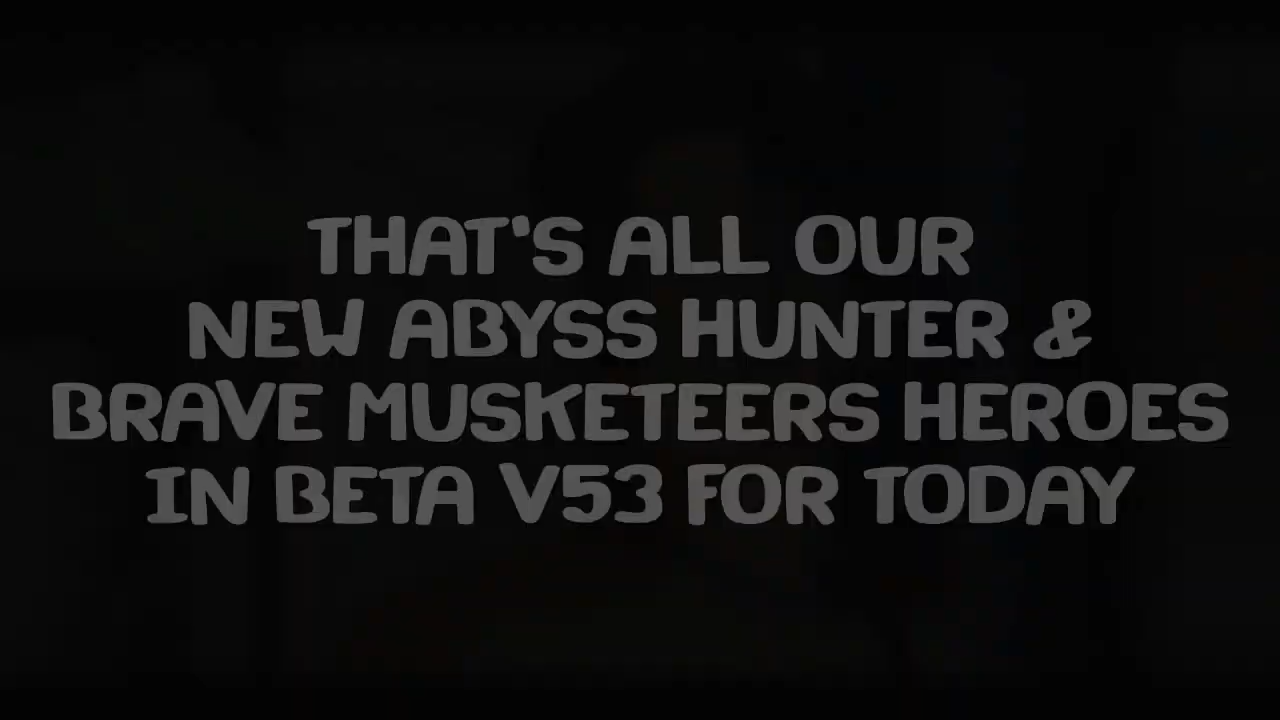 THAT'S ALL OUR
NEW ABYSS HUNTER &
BRAVE MUSKETEERS HEROES
IN BETA V53 FOR TODAY